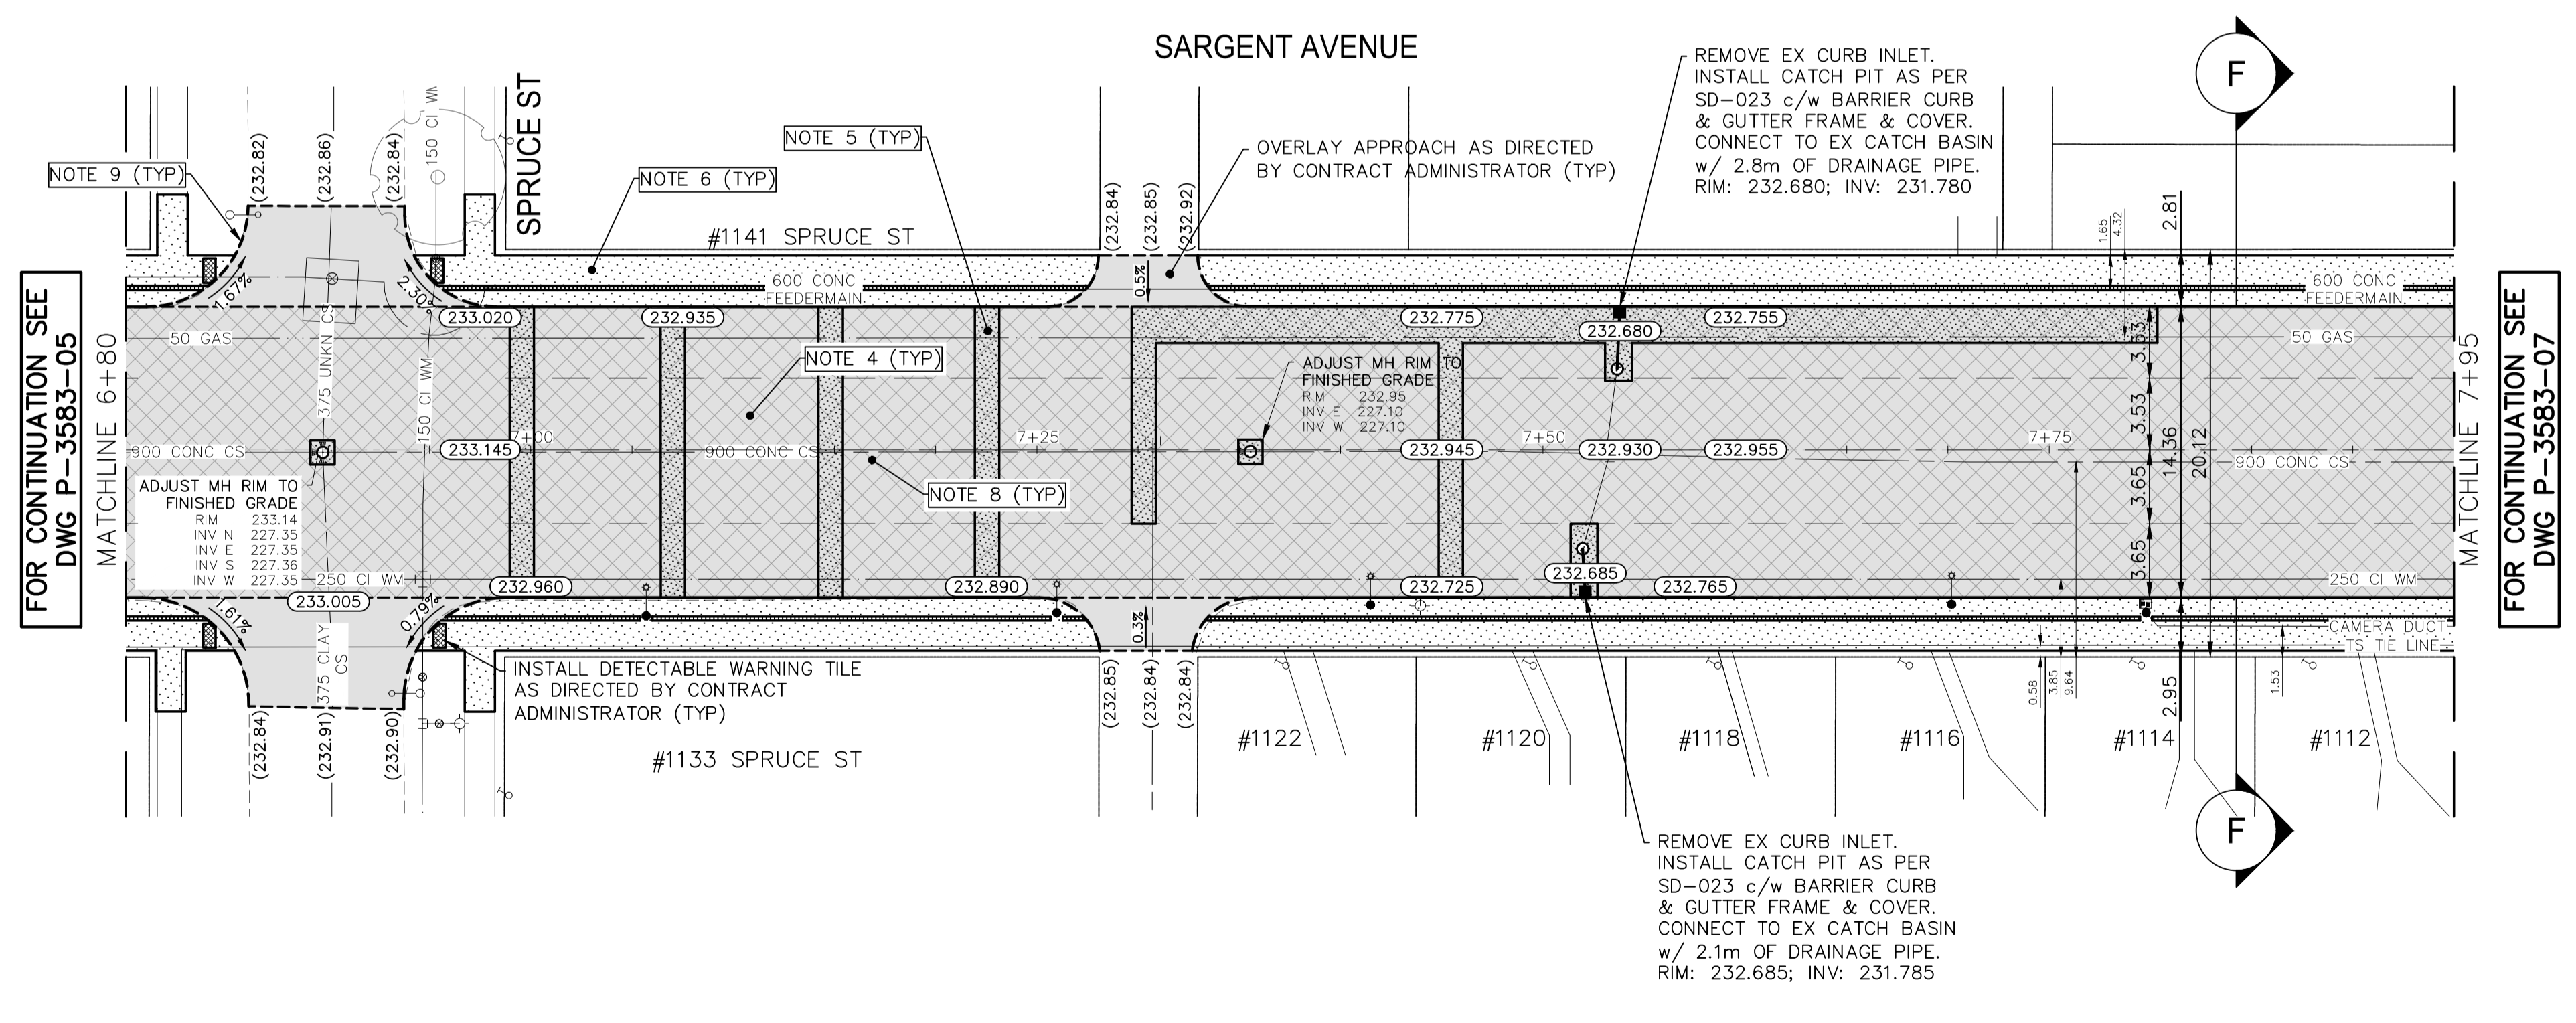 SARGENT AVENUE
SPRUCE ST
FOR CONTINUATION SEE
DWG P-3583-05
MATCHLINE 6+80
NOTE 9 (TYP)
(232.82)
(232.86)
(232.84)
150 CI WM
NOTE 6 (TYP)
NOTE 5 (TYP)
#1141 SPRUCE ST
OVERLAY APPROACH AS DIRECTED
BY CONTRACT ADMINISTRATOR (TYP)
(232.84)
(232.85)
(232.92)
0.5%
REMOVE EX CURB INLET.
INSTALL CATCH PIT AS PER
SD-023 c/w BARRIER CURB
& GUTTER FRAME & COVER.
CONNECT TO EX CATCH BASIN
w/ 2.8m OF DRAINAGE PIPE.
RIM: 232.680; INV: 231.780
F
1.65
4.32
2.81
1.67%
2.30%
600 CONC
FEEDERMAIN
600 CONC
FEEDERMAIN
233.020
232.935
232.775
232.680
232.755
50 GAS
50 GAS
375 UNKN CS
150 CI WM
NOTE 4 (TYP)
ADJUST MH RIM TO
FINISHED GRADE
RIM 232.95
INV E 227.10
INV W 227.10
3.53
3.53
14.36
20.12
3.65
3.65
900 CONC CS
233.145
7+00
900 CONC CS
7+25
232.945
7+50
232.930
232.955
7+75
900 CONC CS
NOTE 8 (TYP)
ADJUST MH RIM TO
FINISHED GRADE
RIM 233.14
INV N 227.35
INV E 227.35
INV S 227.36
INV W 227.35
250 CI WM
233.005
232.960
232.890
232.725
232.685
232.765
250 CI WM
1.61%
0.79%
0.3%
375 CLAY
CS
CAMERA DUCT
TS TIE LINE
INSTALL DETECTABLE WARNING TILE
AS DIRECTED BY CONTRACT
ADMINISTRATOR (TYP)
(232.84)
(232.91)
(232.90)
#1133 SPRUCE ST
(232.85)
(232.84)
(232.84)
0.58
3.85
9.64
2.95
1.53
#1122
#1120
#1118
#1116
#1114
#1112
F
REMOVE EX CURB INLET.
INSTALL CATCH PIT AS PER
SD-023 c/w BARRIER CURB
& GUTTER FRAME & COVER.
CONNECT TO EX CATCH BASIN
w/ 2.1m OF DRAINAGE PIPE.
RIM: 232.685; INV: 231.785
MATCHLINE 7+95
FOR CONTINUATION SEE
DWG P-3583-07